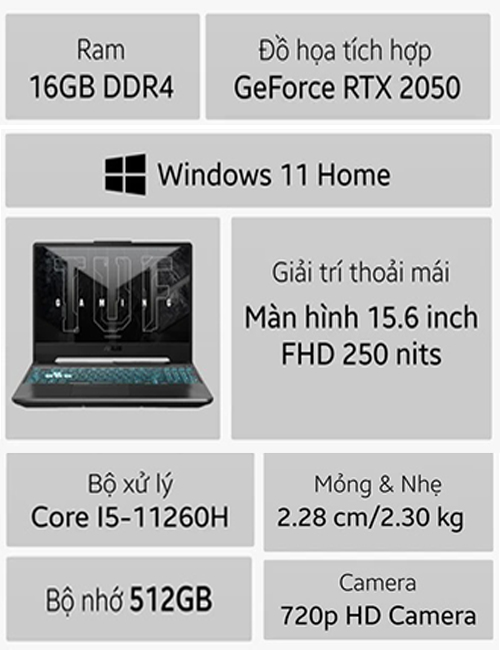 Ram
16GB DDR4
Đồ họa tích hợp
GeForce RTX 2050
Windows 11 Home
TUF
GAMING
Giải trí thoải mái
Màn hình 15.6 inch
FHD 250 nits
Bộ xử lý
Core I5-11260H
Mỏng & Nhẹ
2.28 cm/2.30 kg
Bộ nhớ 512GB
Camera
720p HD Camera